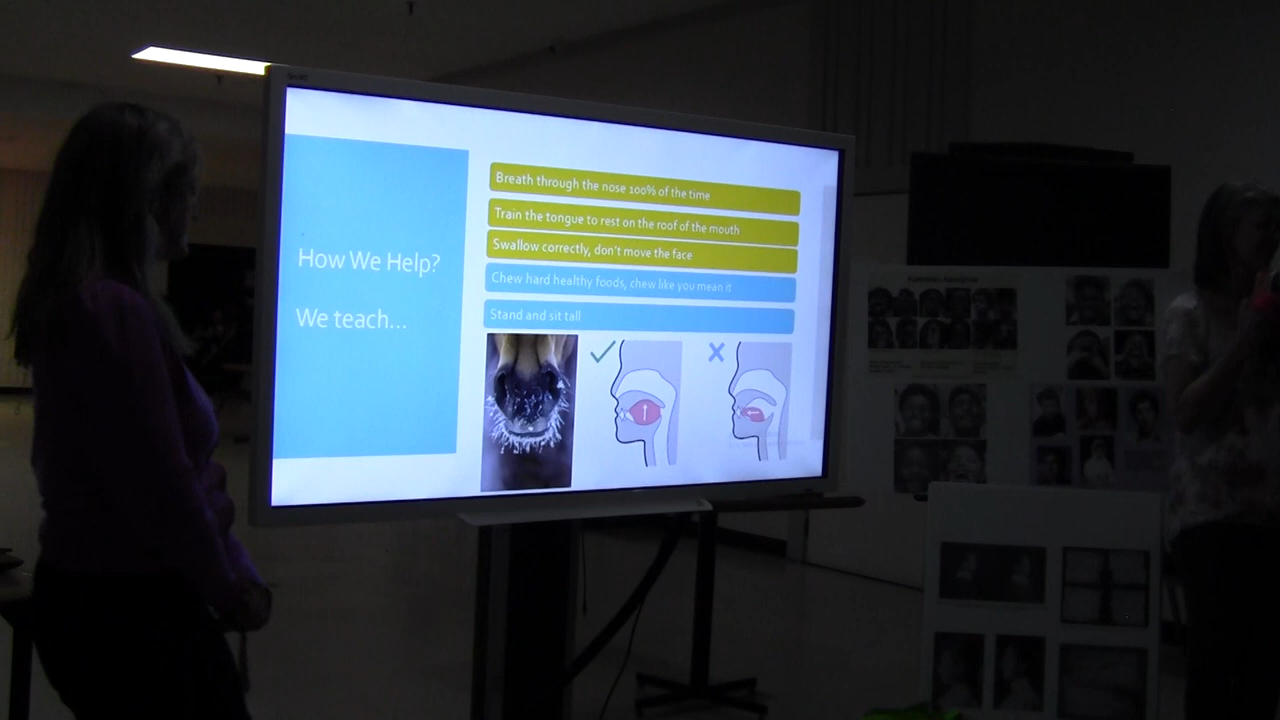 How We Help?
We teach...
Breath through the nose 100% of the time
Train the tongue to rest on the roof of the mouth
Swallow correctly, don't move the face
Chew hard healthy foods, chew like you mean it
Stand and sit tall